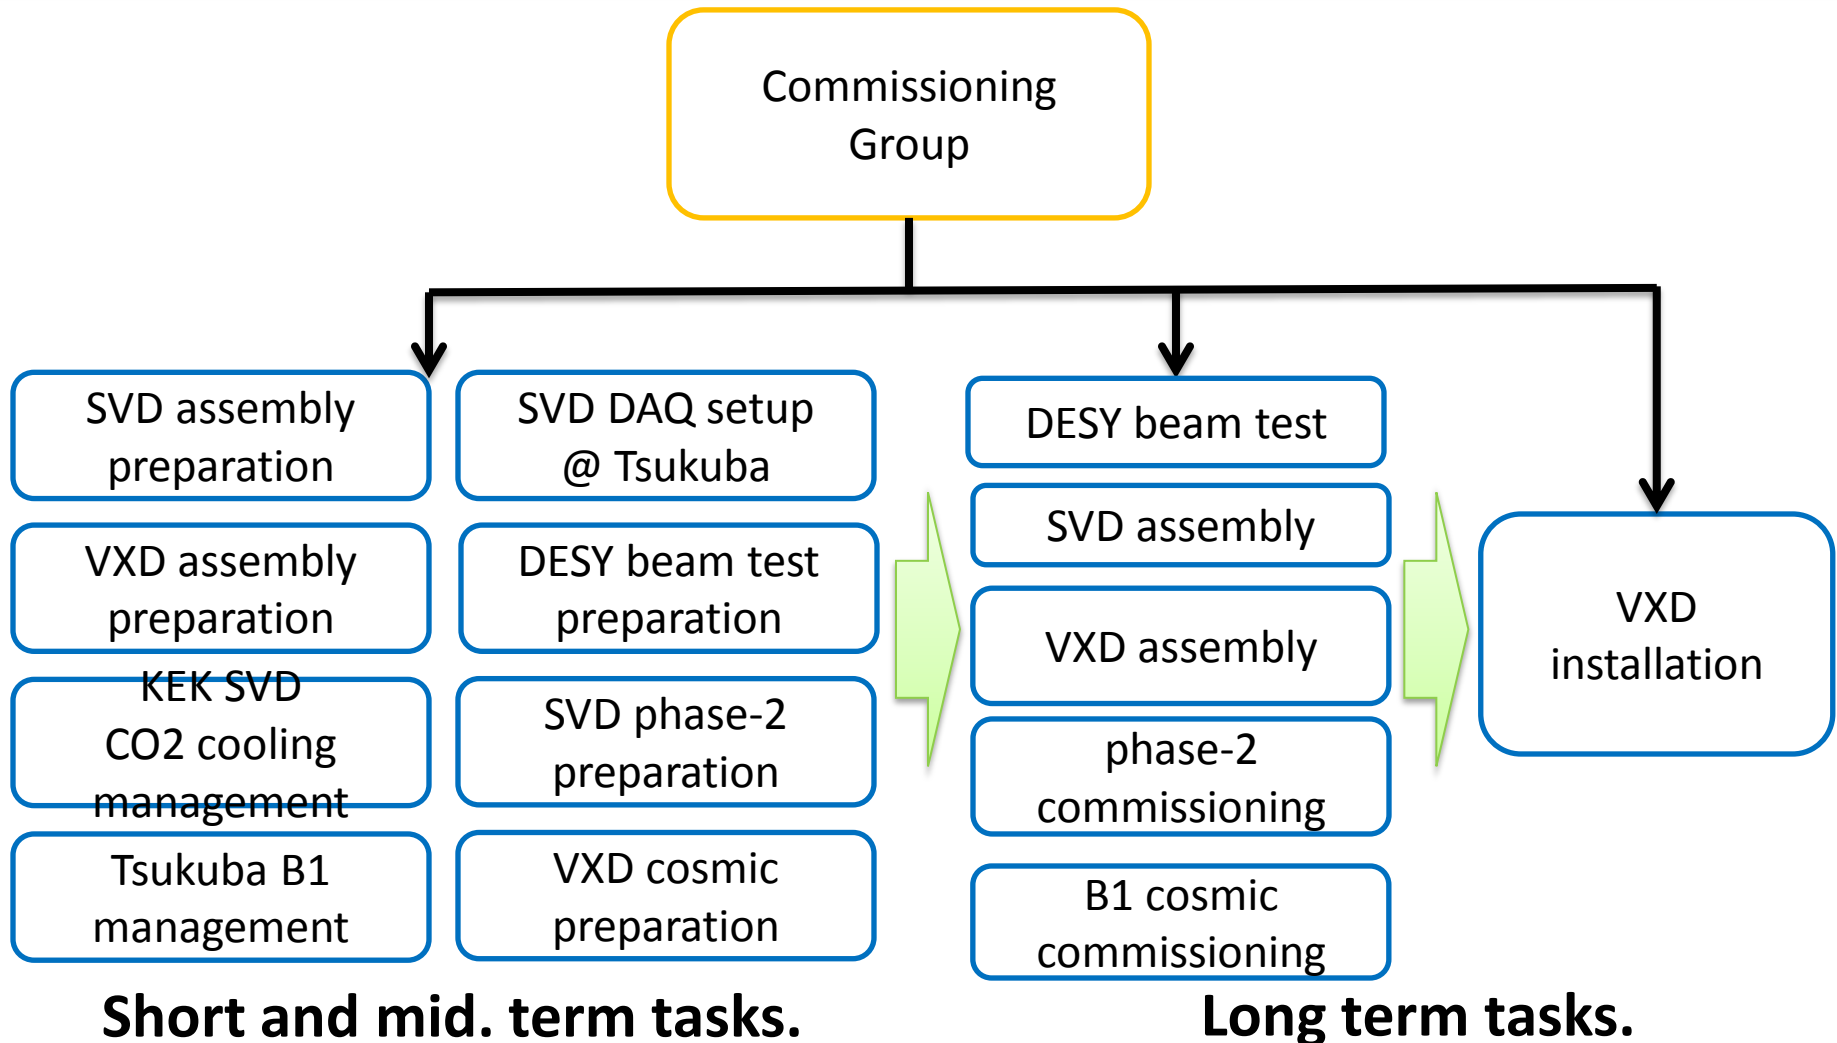 Commissioning
Group
SVD assembly
preparation
SVD DAQ setup
@ Tsukuba
DESY beam test
VXD assembly
preparation
DESY beam test
preparation
SVD assembly
VXD assembly
VXD
installation
KEK SVD
CO2 cooling
management
SVD phase-2
preparation
phase-2
commissioning
Tsukuba B1
management
VXD cosmic
preparation
B1 cosmic
commissioning
Short and mid. term tasks.
Long term tasks.